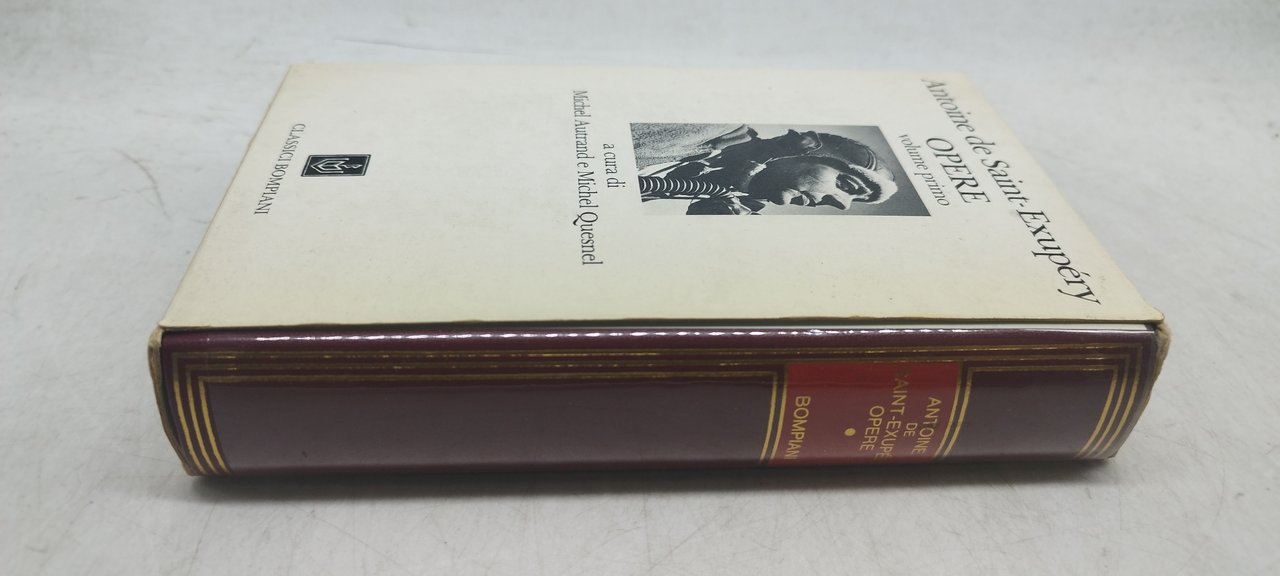 Antoine de Saint-Exupéry
OPERE
volume primo
a cura di
Michel Autrand e Michel Quesnel
CLASSICI BOMPIANI
ANTOINE
DE
SAINT-EXUPÉ
OPERE
BOMPIANI